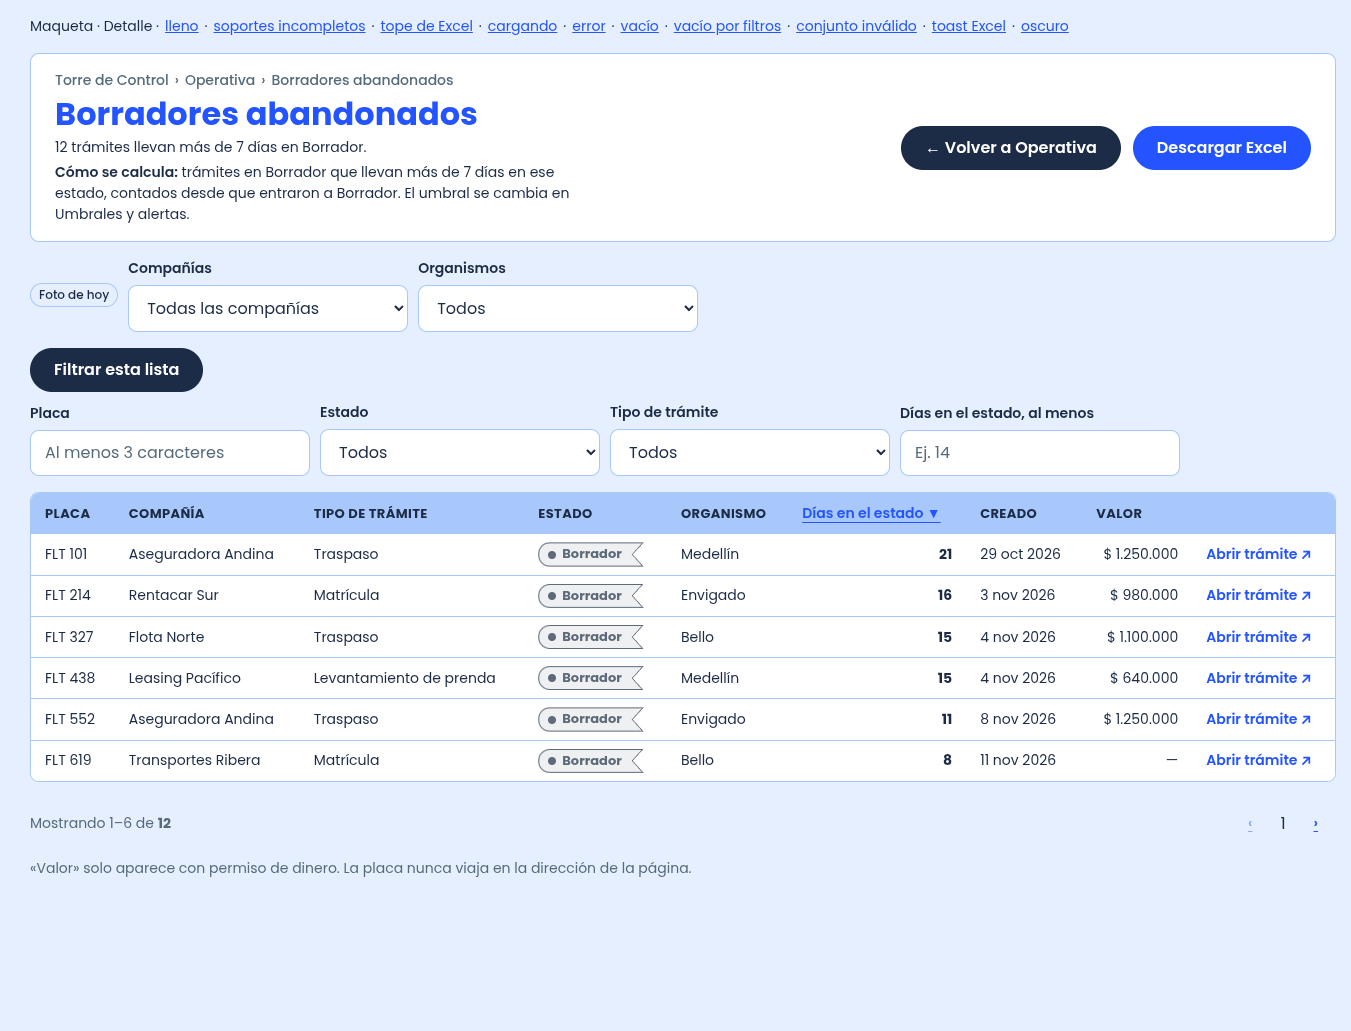 Maqueta · Detalle · lleno · soportes incompletos · tope de Excel · cargando · error · vacío · vacío por filtros · conjunto inválido · toast Excel · oscuro
Torre de Control › Operativa › Borradores abandonados
Borradores abandonados
12 trámites llevan más de 7 días en Borrador.
Cómo se calcula: trámites en Borrador que llevan más de 7 días en ese
estado, contados desde que entraron a Borrador. El umbral se cambia en
Umbrales y alertas.
← Volver a Operativa
Descargar Excel
Foto de hoy
Compañías
Todas las compañías
Organismos
Todos
Filtrar esta lista
Placa
Al menos 3 caracteres
Estado
Todos
Tipo de trámite
Todos
Días en el estado, al menos
Ej. 14
PLACA COMPAÑÍA TIPO DE TRÁMITE ESTADO ORGANISMO Días en el estado ▼ CREADO VALOR
FLT 101 Aseguradora Andina Traspaso Borrador Medellín 21 29 oct 2026 $ 1.250.000 Abrir trámite ↗
FLT 214 Rentacar Sur Matrícula Borrador Envigado 16 3 nov 2026 $ 980.000 Abrir trámite ↗
FLT 327 Flota Norte Traspaso Borrador Bello 15 4 nov 2026 $ 1.100.000 Abrir trámite ↗
FLT 438 Leasing Pacífico Levantamiento de prenda Borrador Medellín 15 4 nov 2026 $ 640.000 Abrir trámite ↗
FLT 552 Aseguradora Andina Traspaso Borrador Envigado 11 8 nov 2026 $ 1.250.000 Abrir trámite ↗
FLT 619 Transportes Ribera Matrícula Borrador Bello 8 11 nov 2026 — Abrir trámite ↗
Mostrando 1–6 de 12
‹ 1 ›
«Valor» solo aparece con permiso de dinero. La placa nunca viaja en la dirección de la página.